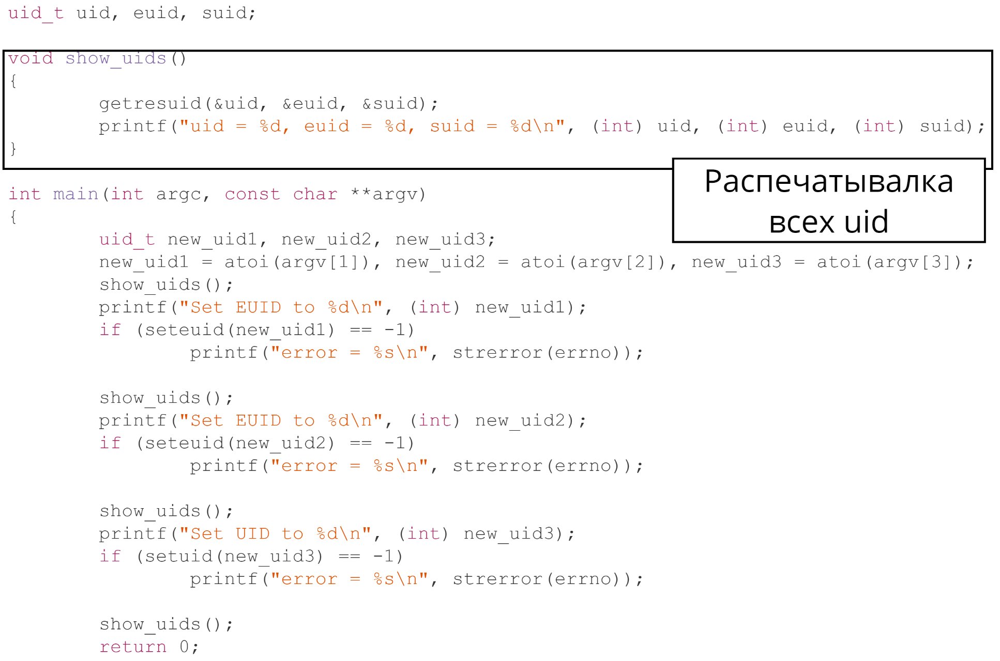 uid_t uid, euid, suid;
void show_uids()
{
getresuid(&uid, &euid, &suid);
printf("uid = %d, euid = %d, suid = %d\n", (int) uid, (int) euid, (int) suid);
}
Распечатывалка
всех uid
int main(int argc, const char **argv)
{
uid_t new_uid1, new_uid2, new_uid3;
new_uid1 = atoi(argv[1]), new_uid2 = atoi(argv[2]), new_uid3 = atoi(argv[3]);
show_uids();
printf("Set EUID to %d\n", (int) new_uid1);
if (seteuid(new_uid1) == -1)
printf("error = %s\n", strerror(errno));
show_uids();
printf("Set EUID to %d\n", (int) new_uid2);
if (seteuid(new_uid2) == -1)
printf("error = %s\n", strerror(errno));
show_uids();
printf("Set UID to %d\n", (int) new_uid3);
if (setuid(new_uid3) == -1)
printf("error = %s\n", strerror(errno));
show_uids();
return 0;